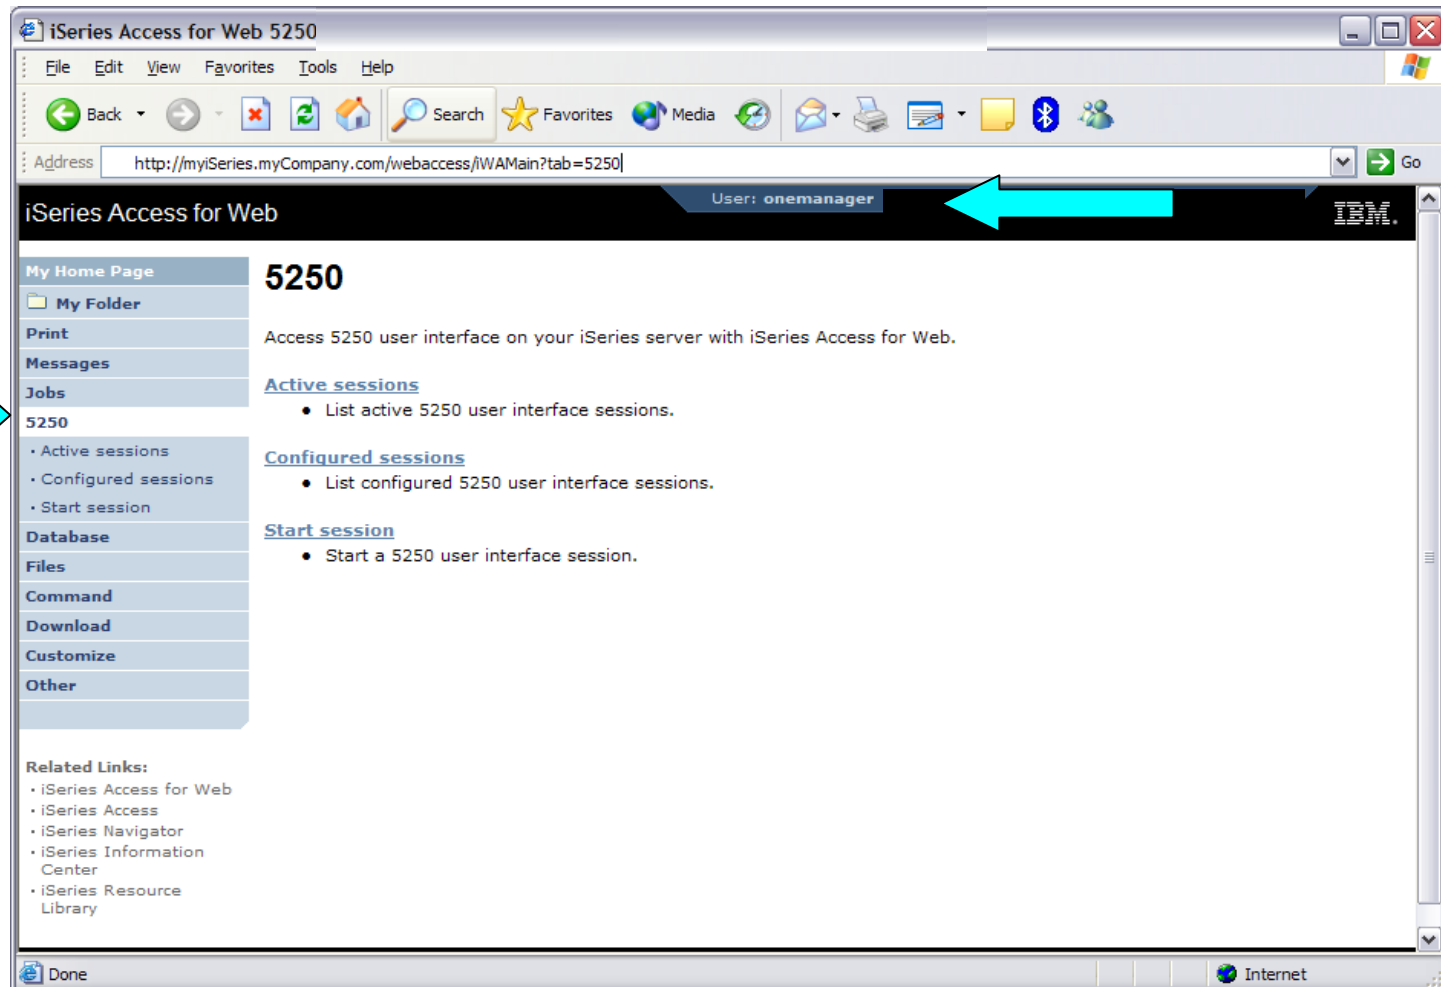 iSeries Access for Web 5250
File Edit View Favorites Tools Help
Back Search Favorites Media
Address http://myiSeries.myCompany.com/webaccess/iWAMain?tab=5250 Go
iSeries Access for Web
User: onemanager
IBM.
My Home Page
My Folder
Print
Messages
Jobs
5250
• Active sessions
• Configured sessions
• Start session
Database
Files
Command
Download
Customize
Other
Related Links:
• iSeries Access for Web
• iSeries Access
• iSeries Navigator
• iSeries Information
Center
• iSeries Resource
Library
5250
Access 5250 user interface on your iSeries server with iSeries Access for Web.
Active sessions
• List active 5250 user interface sessions.
Configured sessions
• List configured 5250 user interface sessions.
Start session
• Start a 5250 user interface session.
Done
Internet